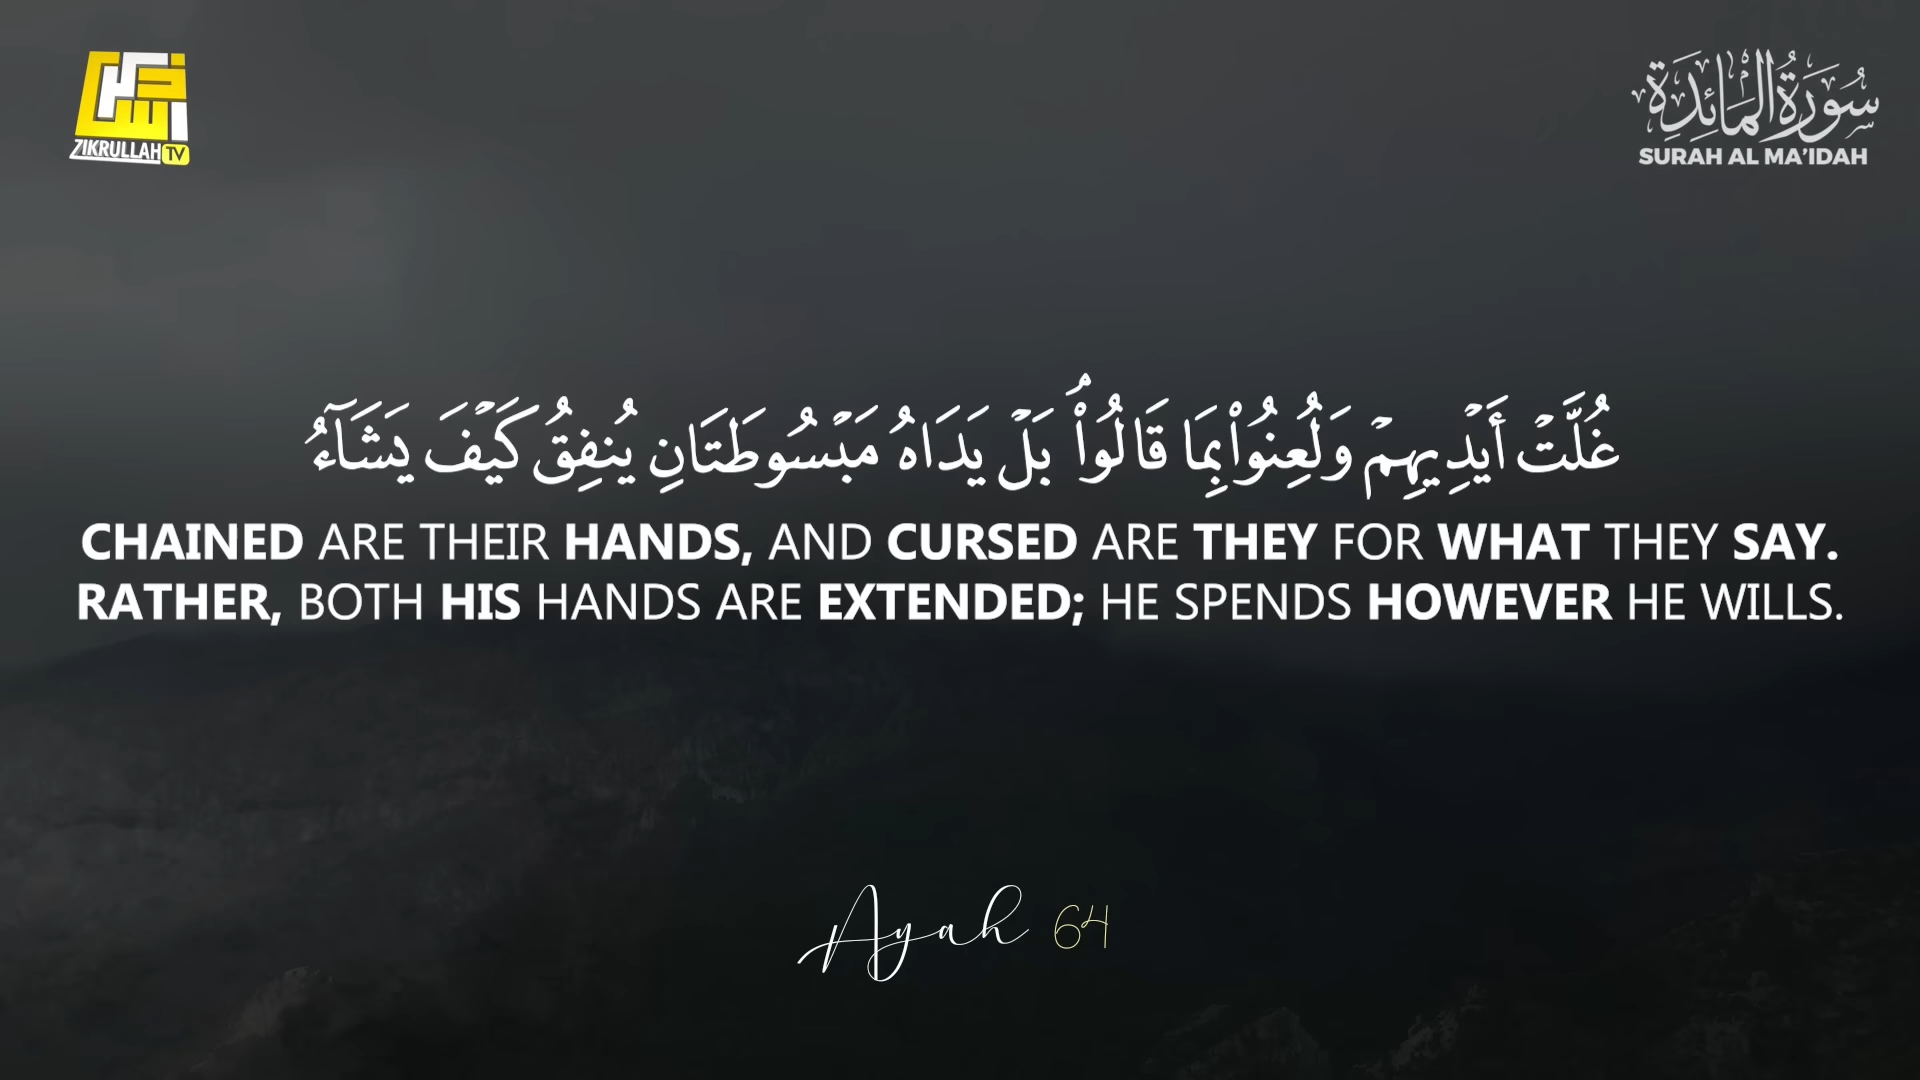 ذكر الله
ZIKRULLAH TV
سُورَةُ المَائِدَةِ
SURAH AL MA'IDAH
غُلَّتۡ أَيۡدِيهِمۡ وَلُعِنُواْ بِمَا قَالُواْۘ بَلۡ يَدَاهُ مَبۡسُوطَتَانِ يُنفِقُ كَيۡفَ يَشَآءُ
CHAINED ARE THEIR HANDS, AND CURSED ARE THEY FOR WHAT THEY SAY.
RATHER, BOTH HIS HANDS ARE EXTENDED; HE SPENDS HOWEVER HE WILLS.
Ayah 64